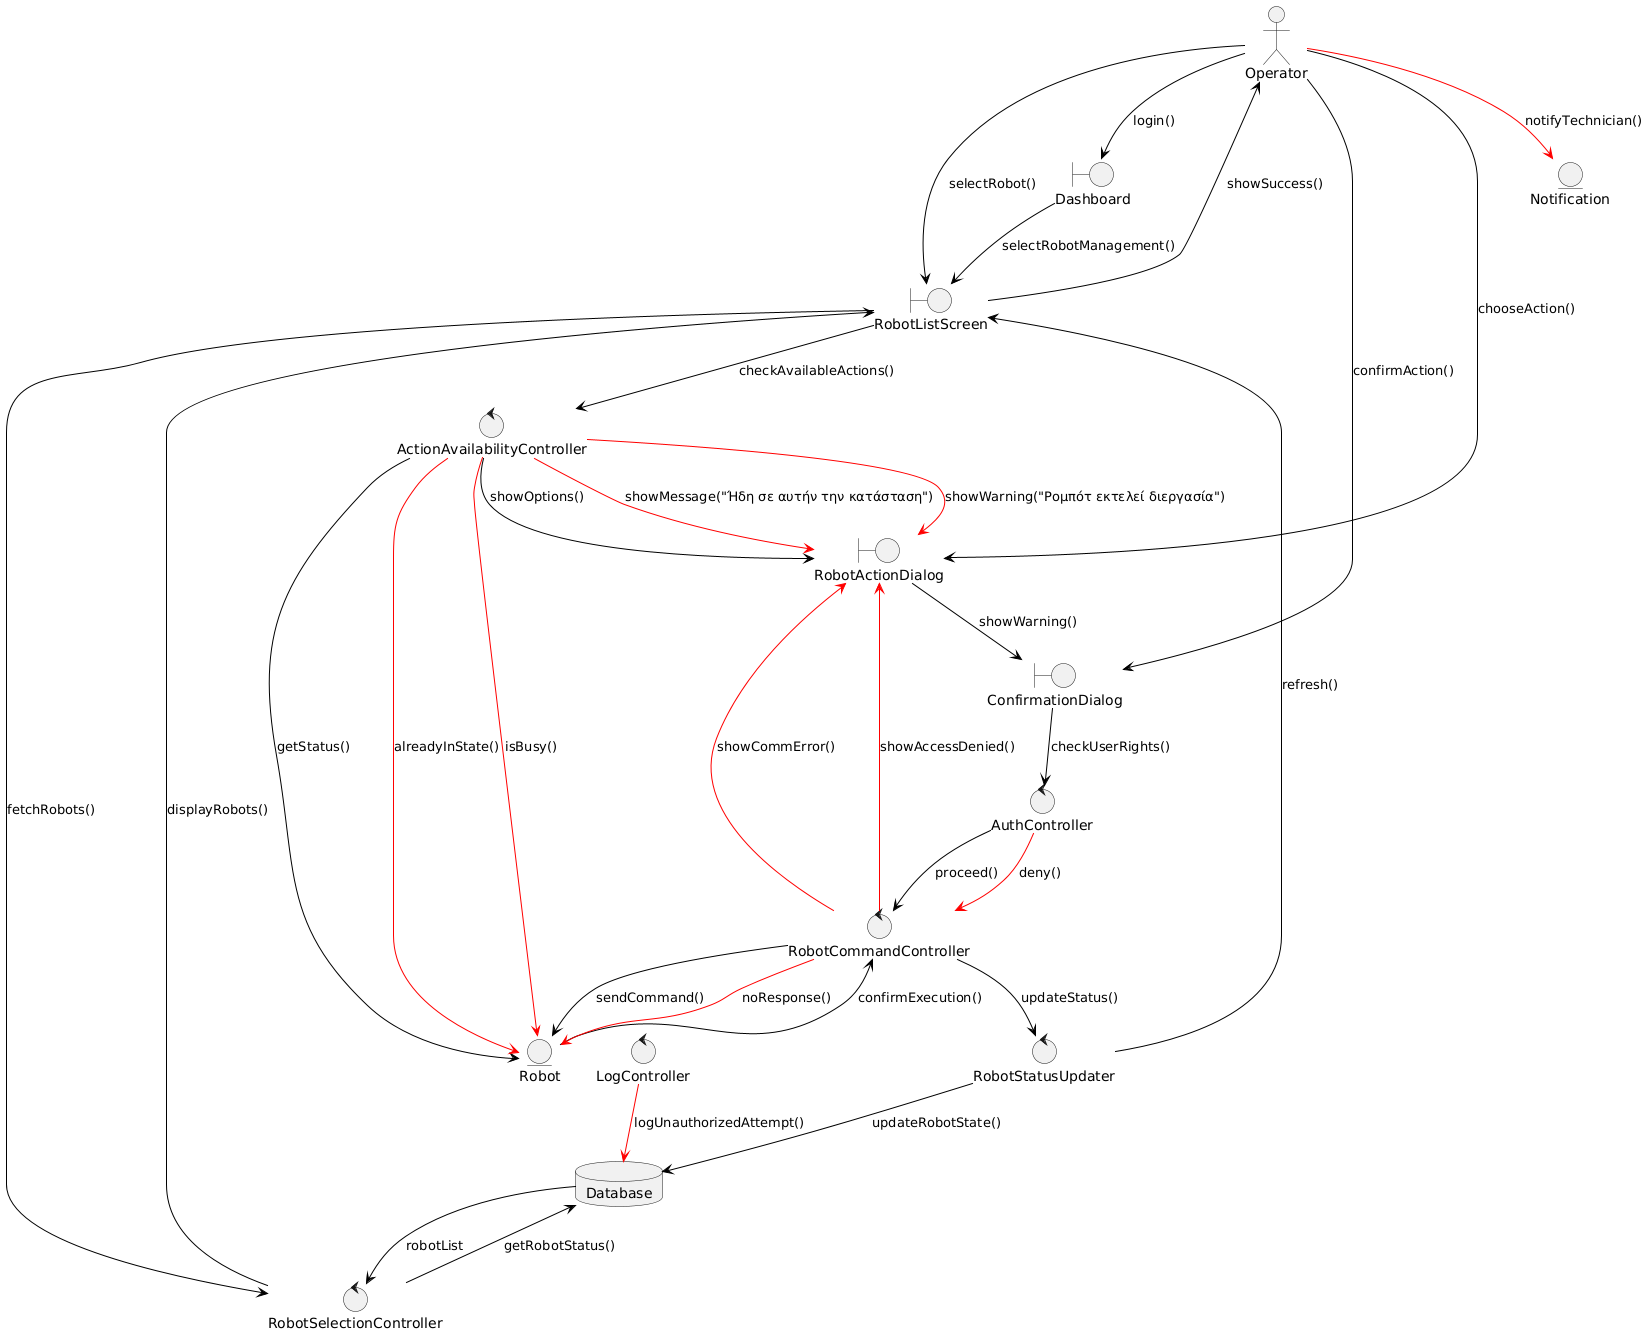 Operator
login()
notifyTechnician()
selectRobot()
showSuccess()
Dashboard
Notification
selectRobotManagement()
chooseAction()
RobotListScreen
checkAvailableActions()
confirmAction()
ActionAvailabilityController
showOptions()
showMessage("Ήδη σε αυτήν την κατάσταση")
showWarning("Ρομπότ εκτελεί διεργασία")
RobotActionDialog
showWarning()
refresh()
ConfirmationDialog
getStatus()
alreadyInState()
isBusy()
showCommError()
showAccessDenied()
checkUserRights()
fetchRobots()
displayRobots()
AuthController
proceed()
deny()
RobotCommandController
sendCommand()
noResponse()
confirmExecution()
updateStatus()
Robot
LogController
RobotStatusUpdater
logUnauthorizedAttempt()
updateRobotState()
Database
robotList
getRobotStatus()
RobotSelectionController